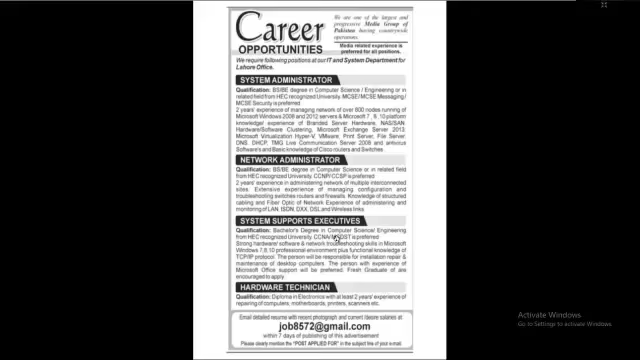 Career
OPPORTUNITIES
We are one of the largest and
progressive Media Group of
Pakistan having countrywide
operations.
Media related experience is
preferred for all positions.
We require following positions at our IT and System Department for
Lahore Office.
SYSTEM ADMINISTRATOR
Qualification: BS/BE degree in Computer Science / Engineering or in
related field from HEC recognized University. MCSE/MCSE Messaging/
MCSE Security is preferred
2 years' experience of managing network of over 600 nodes running of
Microsoft Windows 2008 and 2012 servers & Microsoft 7, 8, 10 platform
knowledge/ experience of Branded Server Hardware, NAS/SAN
Hardware/Software Clustering, Microsoft Exchange Server 2013,
Microsoft Virtualization Hyper-V, VMware, Print Server, File Server,
DNS, DHCP, TMG Live Communication Server 2008 and antivirus
Software's and Basic knowledge of Cisco routers and Switches.
NETWORK ADMINISTRATOR
Qualification: BS/BE degree in Computer Science or in related field
from HEC recognized University. CCNP/CCSP is preferred
2 years' experience in administering network of multiple interconnected
sites. Extensive experience of managing configuration and
troubleshooting switches routers and firewalls. Knowledge of structured
cabling and Fiber Optic of Network. Experience of administering and
monitoring of LAN, ISDN, DXX, DSL and Wireless links.
SYSTEM SUPPORTS EXECUTIVES
Qualification: Bachelor's Degree in Computer Science/ Engineering
from HEC recognized University. is preferred
Strong hardware/ software & network troubleshooting skills in Microsoft
Windows 7,8,10 professional environment plus functional knowledge of
TCP/IP protocol. The person will be responsible for installation repair &
maintenance of desktop computers. The person with experience of
Microsoft Office support will be preferred. Fresh Graduate of are
encouraged to apply.
HARDWARE TECHNICIAN
Qualification: Diploma in Electronics with at least 2 years' experience of
repairing of computers, motherboards, printers, scanners etc.
Email detailed resume with recent photograph and current /desire salaries at
job8572@gmail.com
within 7 days of publishing of this advertisement
Please clearly mention the "POST APPLIED FOR" in the subject line of your e.mail.
Activate Windows
Go to Settings to activate Windows.